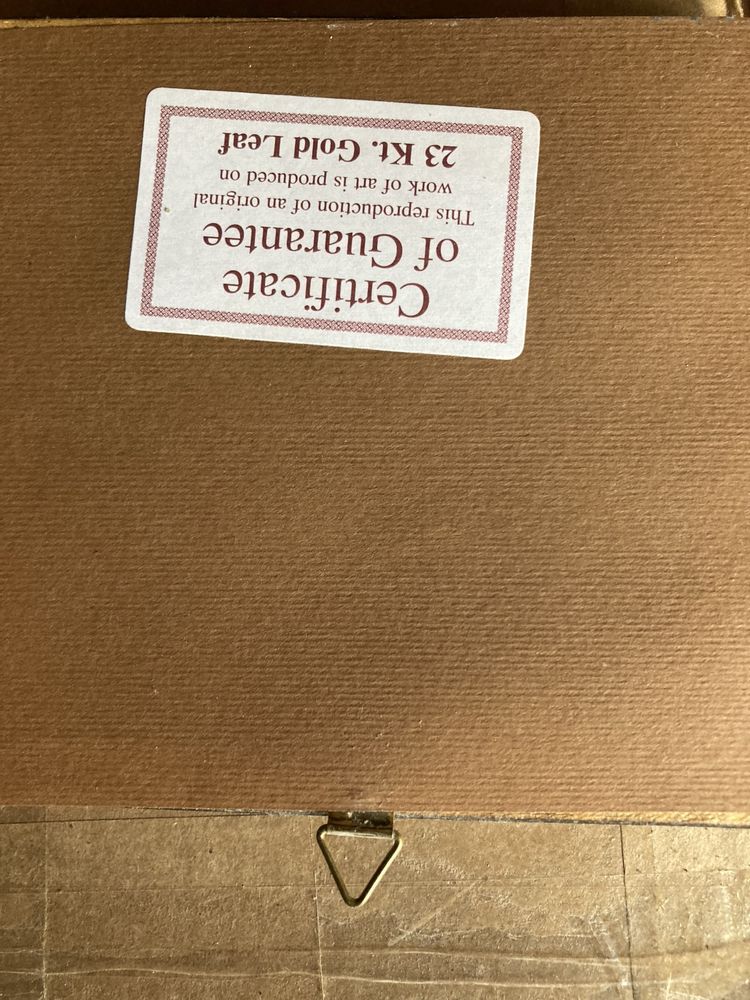 Certificate
of Guarantee
This reproduction of an original
work of art is produced on
23 Kt. Gold Leaf